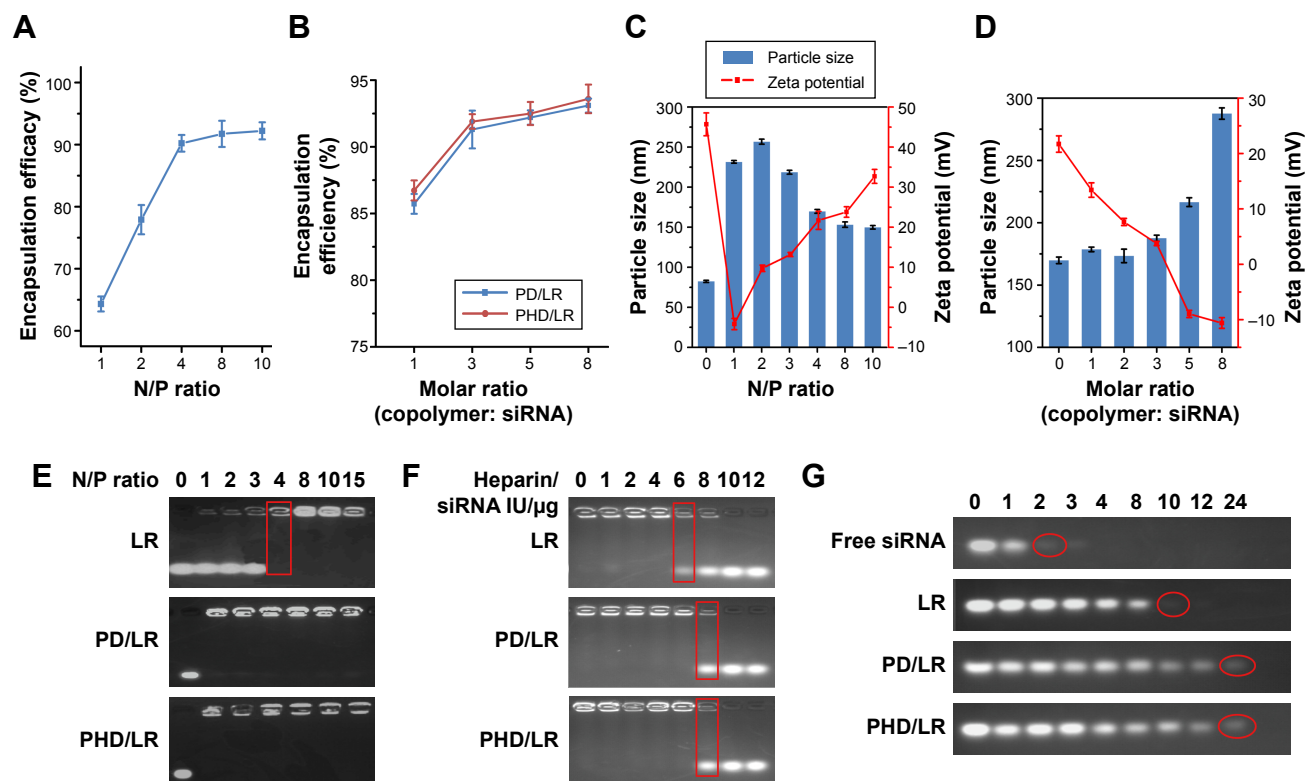 A
Encapsulation efficacy (%)
100
90
80
70
60
1 2 4 8 10
N/P ratio
B
Encapsulation
efficiency (%)
95
90
85
80
75
PD/LR
PHD/LR
1 3 5 8
Molar ratio
(copolymer: siRNA)
C
Particle size
Zeta potential
Particle size (nm)
300
250
200
150
100
75
50
25
0
50
40
30
20
10
0
–10
Zeta potential (mV)
0 1 2 3 4 8 10
N/P ratio
D
Particle size (nm)
300
250
200
150
100
30
20
10
0
–10
Zeta potential (mV)
0 1 2 3 5 8
Molar ratio
(copolymer: siRNA)
E
N/P ratio 0 1 2 3 4 8 10 15
LR
PD/LR
PHD/LR
F
Heparin/ 0 1 2 4 6 8 10 12
siRNA IU/µg
LR
PD/LR
PHD/LR
G
0 1 2 3 4 8 10 12 24
Free siRNA
LR
PD/LR
PHD/LR